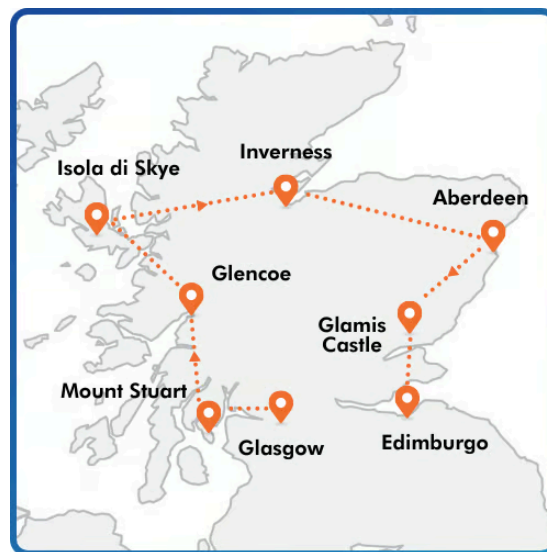 Inverness
Isola di Skye
Aberdeen
Glencoe
Glamis
Castle
Mount Stuart
Glasgow
Edimburgo